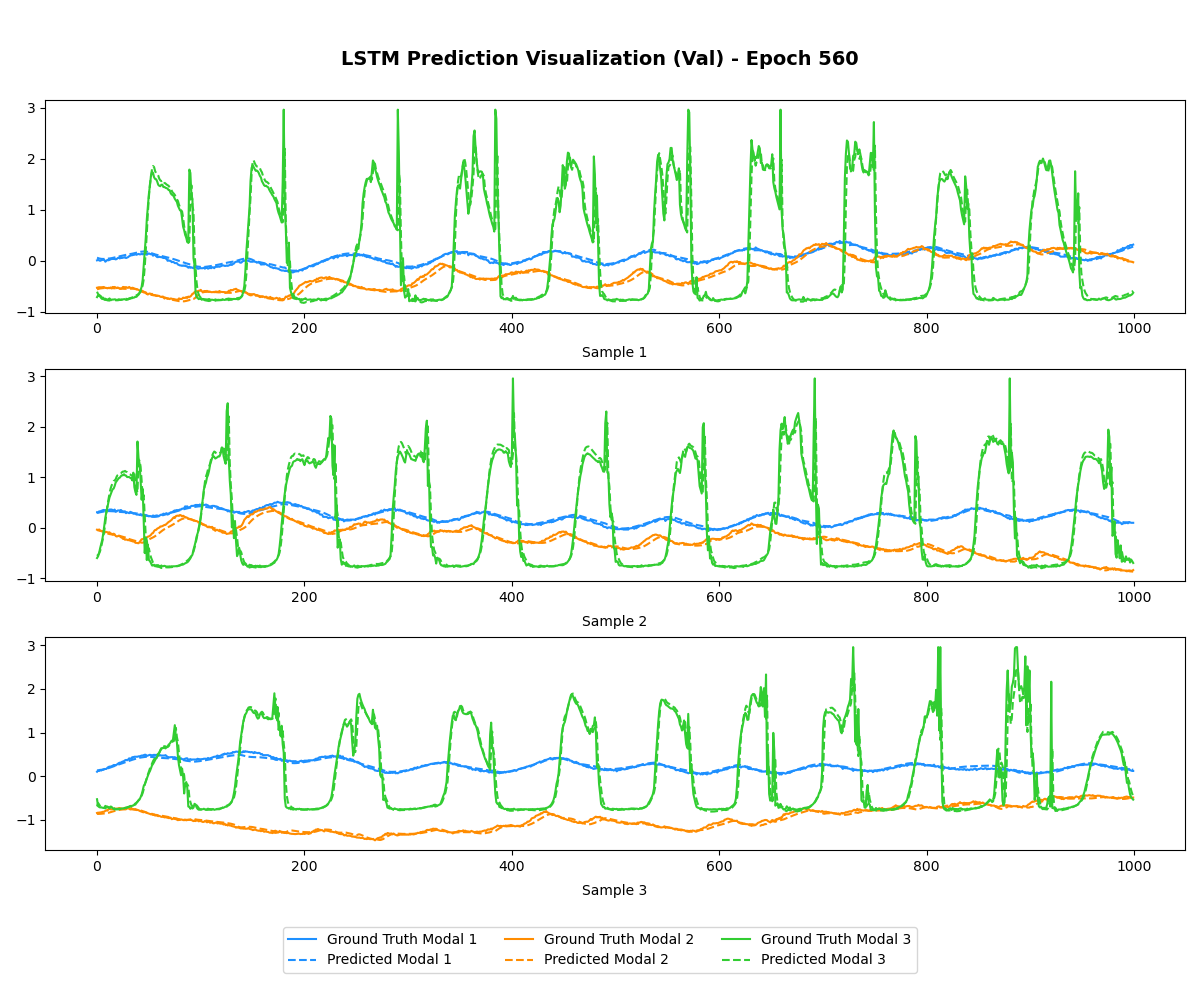 LSTM Prediction Visualization (Val) - Epoch 560
3
2
1
0
−1
0 200 400 600 800 1000
Sample 1
3
2
1
0
−1
0 200 400 600 800 1000
Sample 2
3
2
1
0
−1
0 200 400 600 800 1000
Sample 3
Ground Truth Modal 1 Ground Truth Modal 2 Ground Truth Modal 3
Predicted Modal 1 Predicted Modal 2 Predicted Modal 3